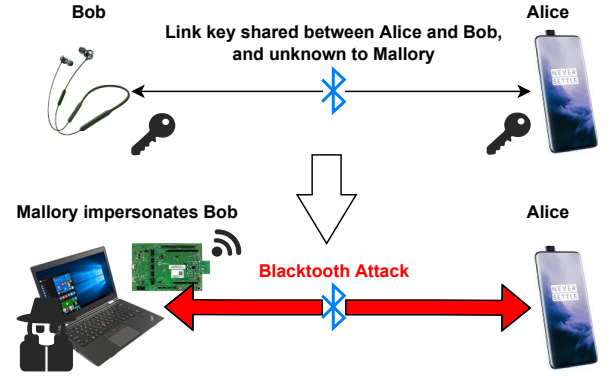 Bob
Alice
Link key shared between Alice and Bob,
and unknown to Mallory
NEVER
SETTLE
Mallory impersonates Bob
Alice
Blacktooth Attack
NEVER
SETTLE